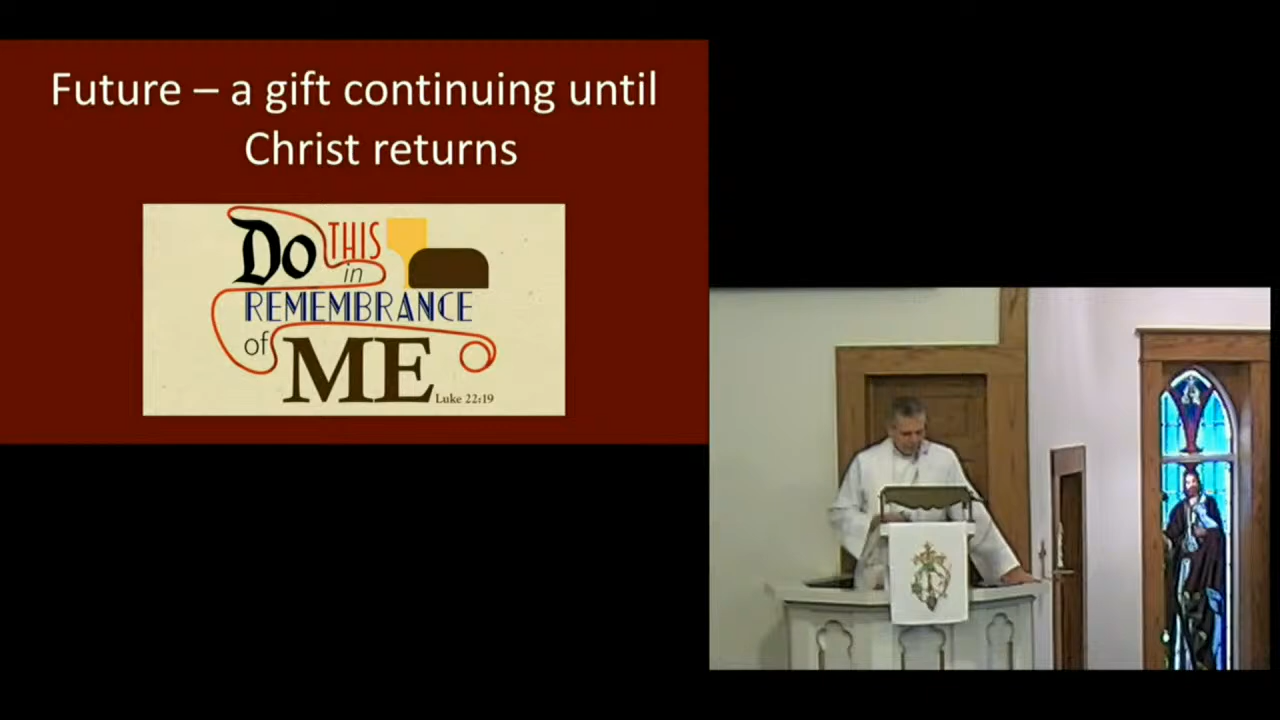 Future – a gift continuing until
Christ returns
Do THIS
in
REMEMBRANCE
of ME
Luke 22:19